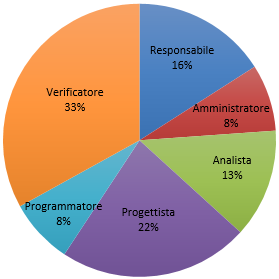 Responsabile
16%
Amministratore
8%
Analista
13%
Progettista
22%
Programmatore
8%
Verificatore
33%